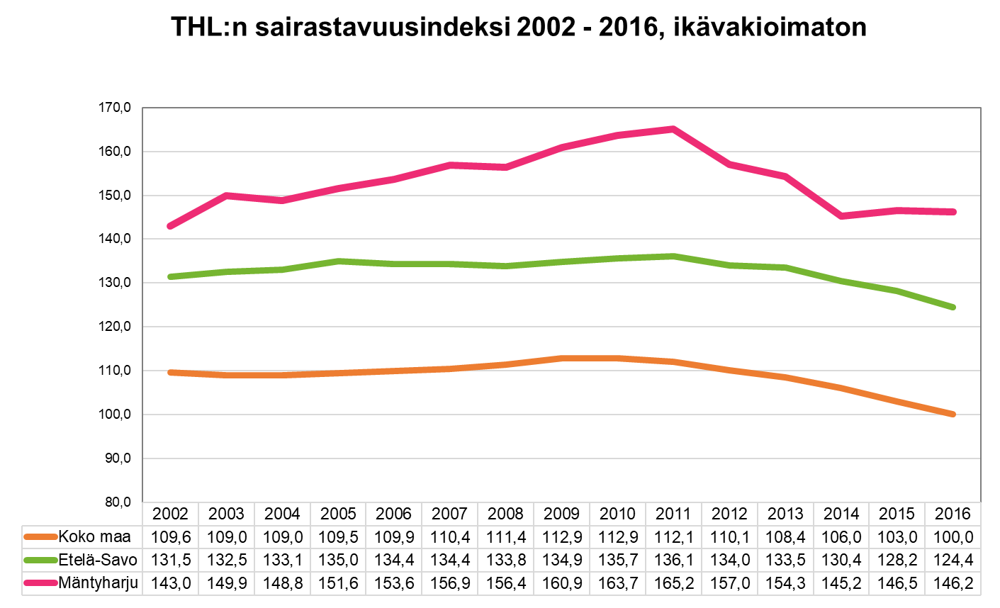 THL:n sairastavuusindeksi 2002 - 2016, ikävakioimaton
170,0
160,0
150,0
140,0
130,0
120,0
110,0
100,0
90,0
80,0
2002 2003 2004 2005 2006 2007 2008 2009 2010 2011 2012 2013 2014 2015 2016
Koko maa 109,6 109,0 109,0 109,5 109,9 110,4 111,4 112,9 112,9 112,1 110,1 108,4 106,0 103,0 100,0
Etelä-Savo 131,5 132,5 133,1 135,0 134,4 134,4 133,8 134,9 135,7 136,1 134,0 133,5 130,4 128,2 124,4
Mäntyharju 143,0 149,9 148,8 151,6 153,6 156,9 156,4 160,9 163,7 165,2 157,0 154,3 145,2 146,5 146,2